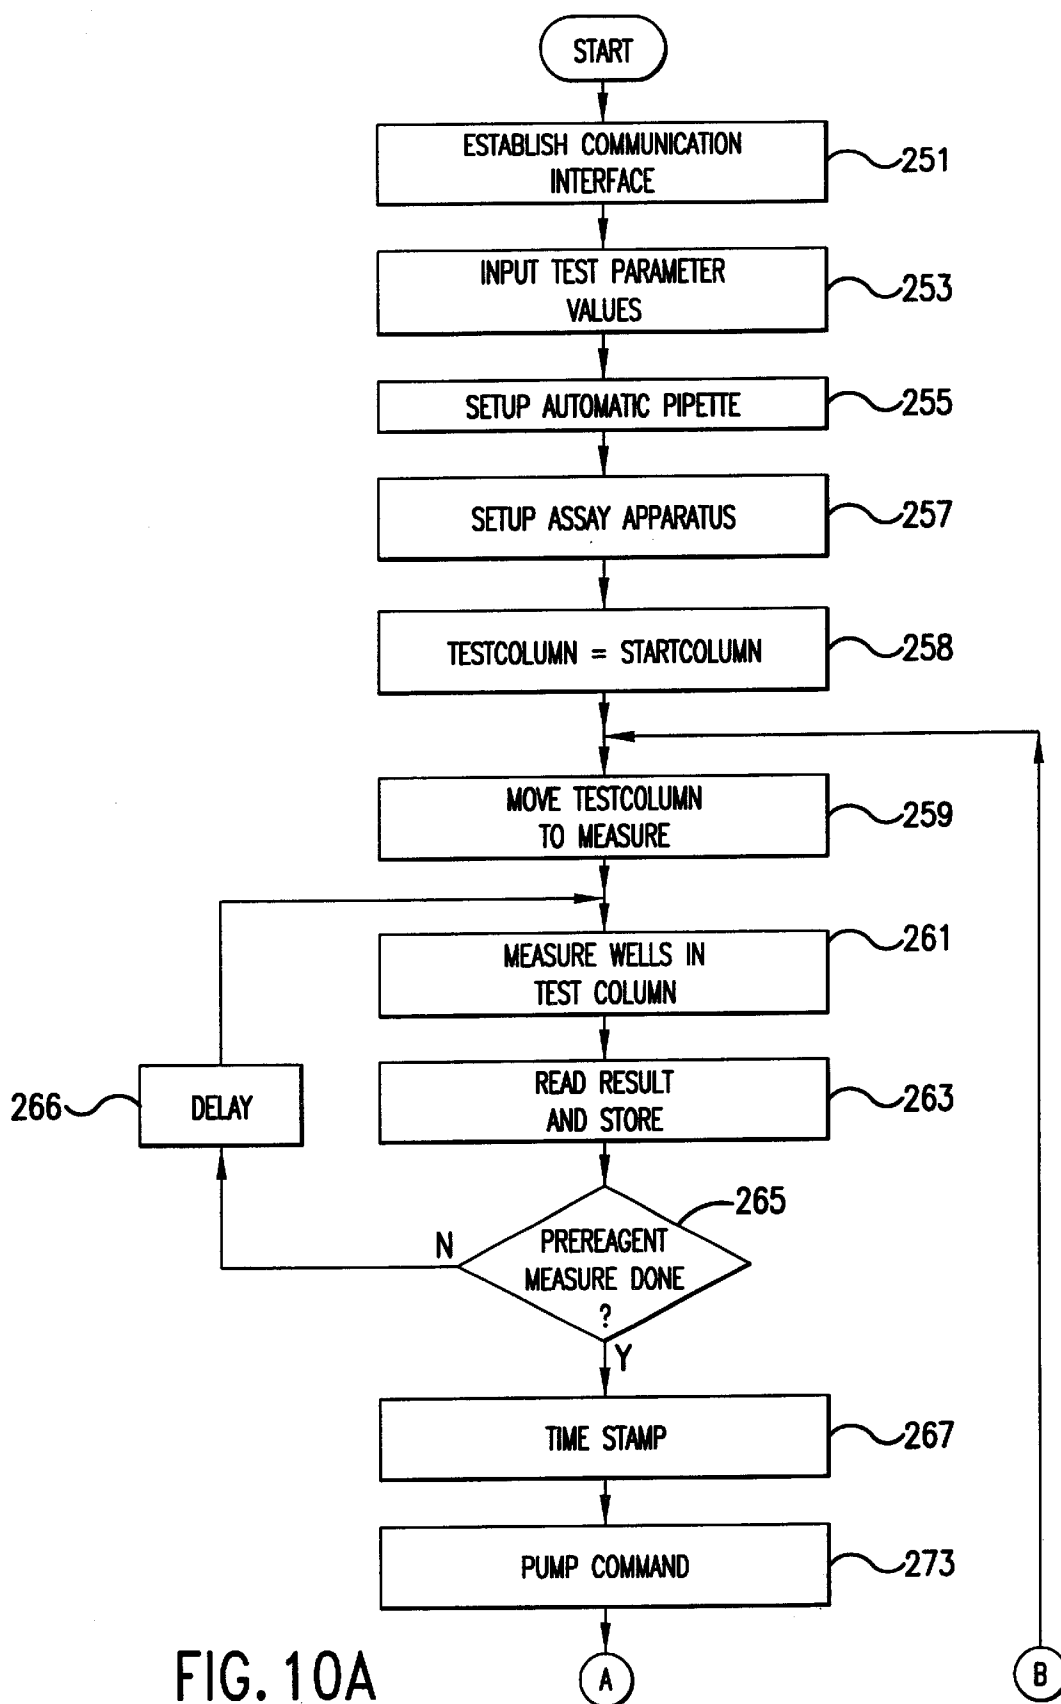 START
ESTABLISH COMMUNICATION
INTERFACE
251
INPUT TEST PARAMETER
VALUES
253
SETUP AUTOMATIC PIPETTE
255
SETUP ASSAY APPARATUS
257
TESTCOLUMN = STARTCOLUMN
258
MOVE TESTCOLUMN
TO MEASURE
259
MEASURE WELLS IN
TEST COLUMN
261
READ RESULT
AND STORE
263
266
DELAY
265
N
PREREAGENT
MEASURE DONE
?
Y
TIME STAMP
267
PUMP COMMAND
273
FIG. 10A
A
B